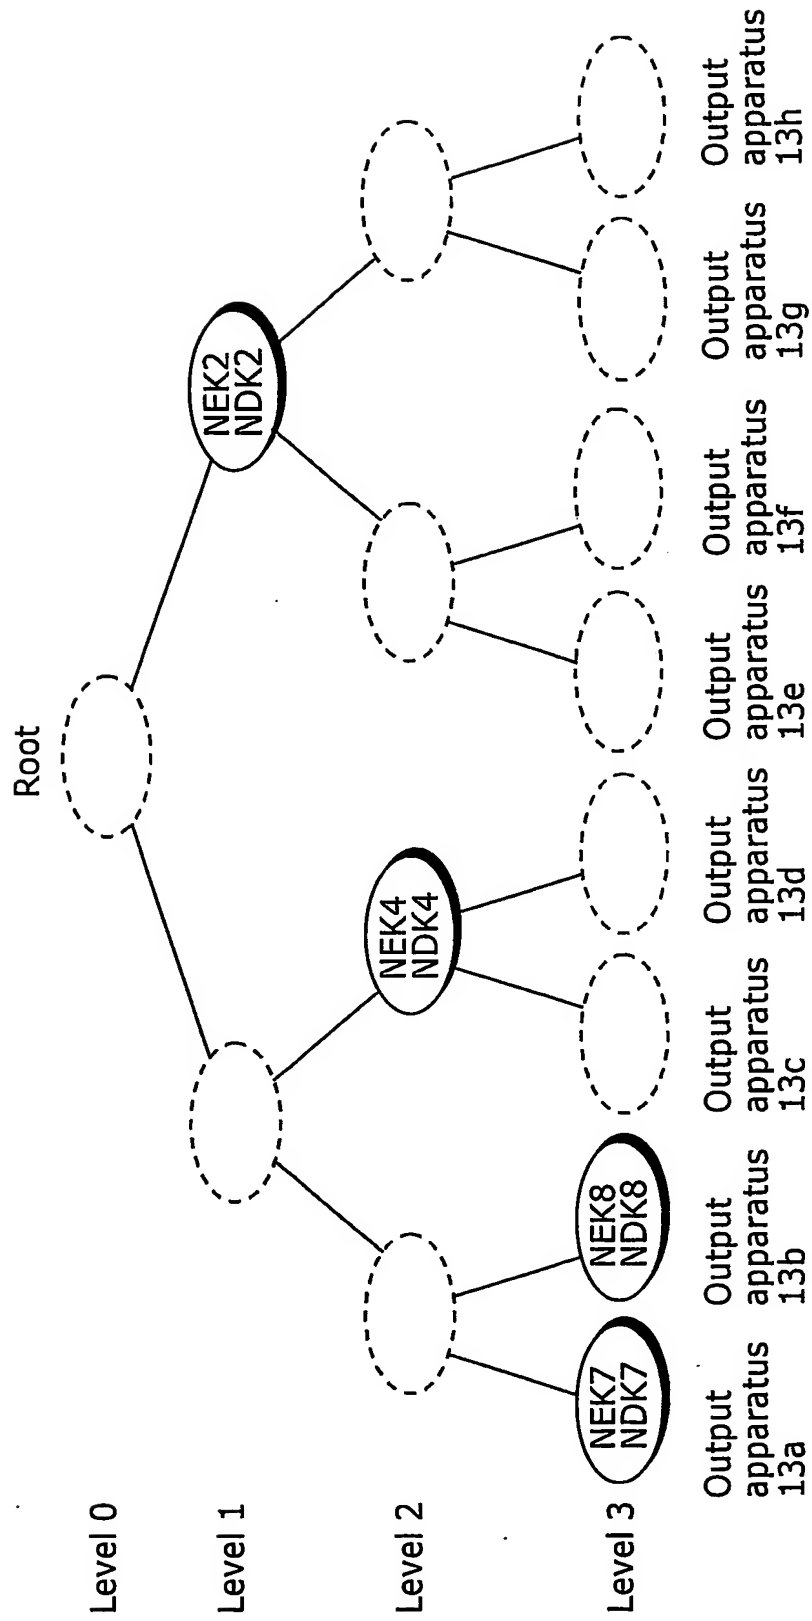 Root
Level 0
Level 1
NEK2
NDK2
Level 2
NEK4
NDK4
Level 3
NEK7
NDK7
NEK8
NDK8
Output
apparatus
13a
Output
apparatus
13b
Output
apparatus
13c
Output
apparatus
13d
Output
apparatus
13e
Output
apparatus
13f
Output
apparatus
13g
Output
apparatus
13h